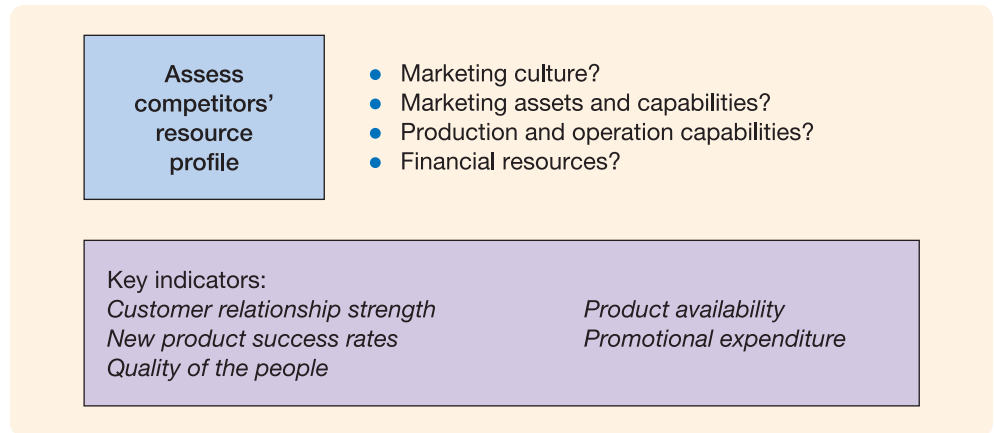 Assess
competitors’
resource
profile
● Marketing culture?
● Marketing assets and capabilities?
● Production and operation capabilities?
● Financial resources?
Key indicators:
Customer relationship strength
New product success rates
Quality of the people
Product availability
Promotional expenditure